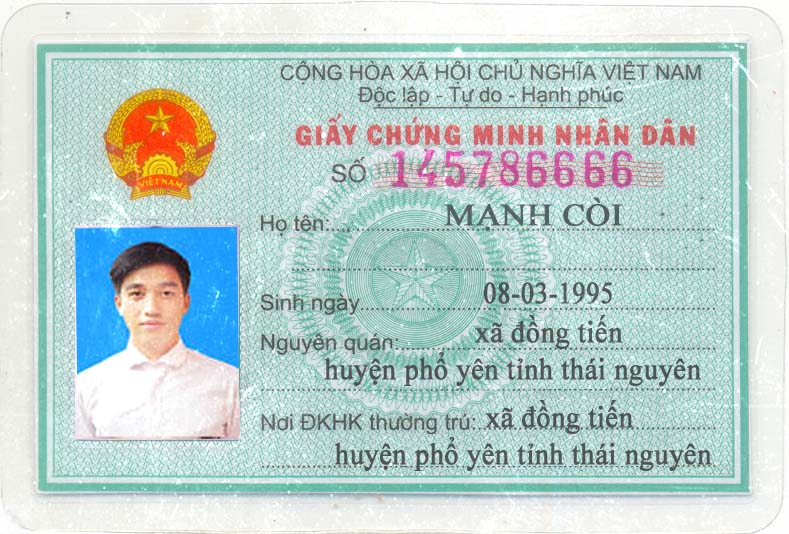 CỘNG HÒA XÃ HỘI CHỦ NGHĨA VIỆT NAM
Độc lập - Tự do - Hạnh phúc
GIẤY CHỨNG MINH NHÂN DÂN
SỐ 145786666
VIỆT NAM
Họ tên: MẠNH CÒI
Sinh ngày 08-03-1995
Nguyên quán: xã đồng tiến
huyện phổ yên tỉnh thái nguyên
Nơi ĐKHK thường trú: xã đồng tiến
huyện phổ yên tỉnh thái nguyên